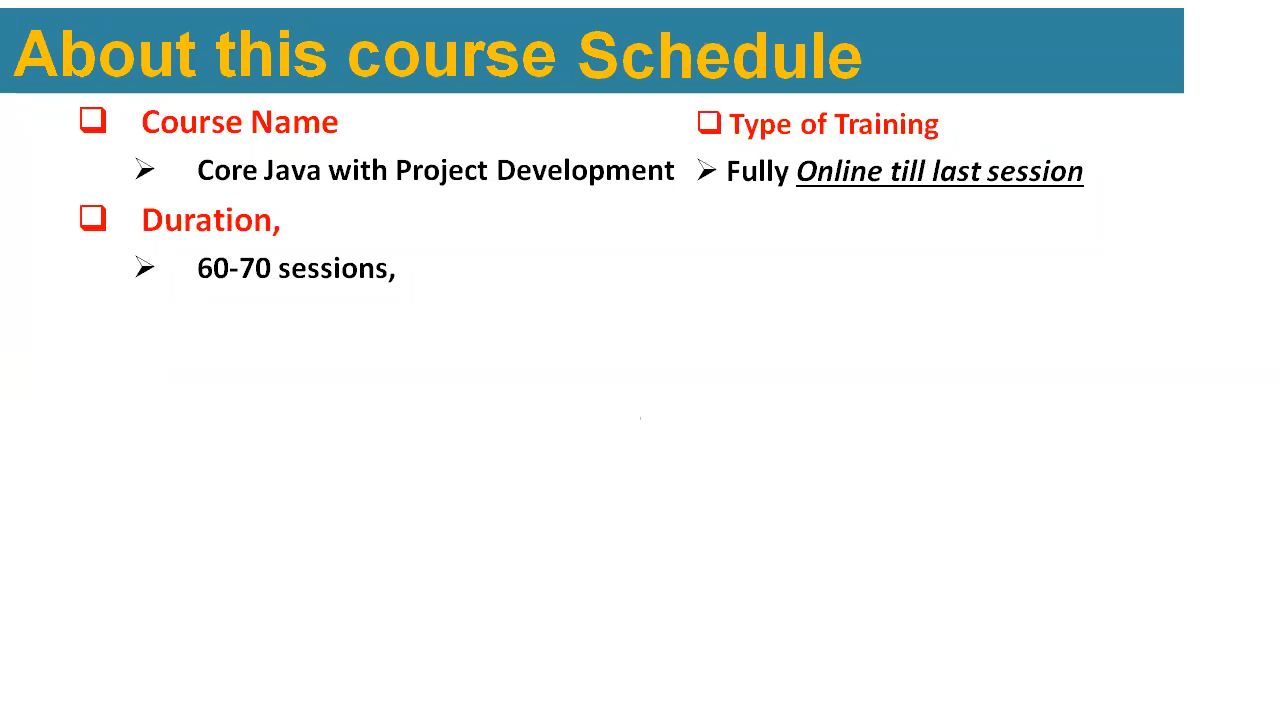 About this course Schedule
Course Name
Core Java with Project Development
Duration,
60-70 sessions,
Type of Training
Fully Online till last session